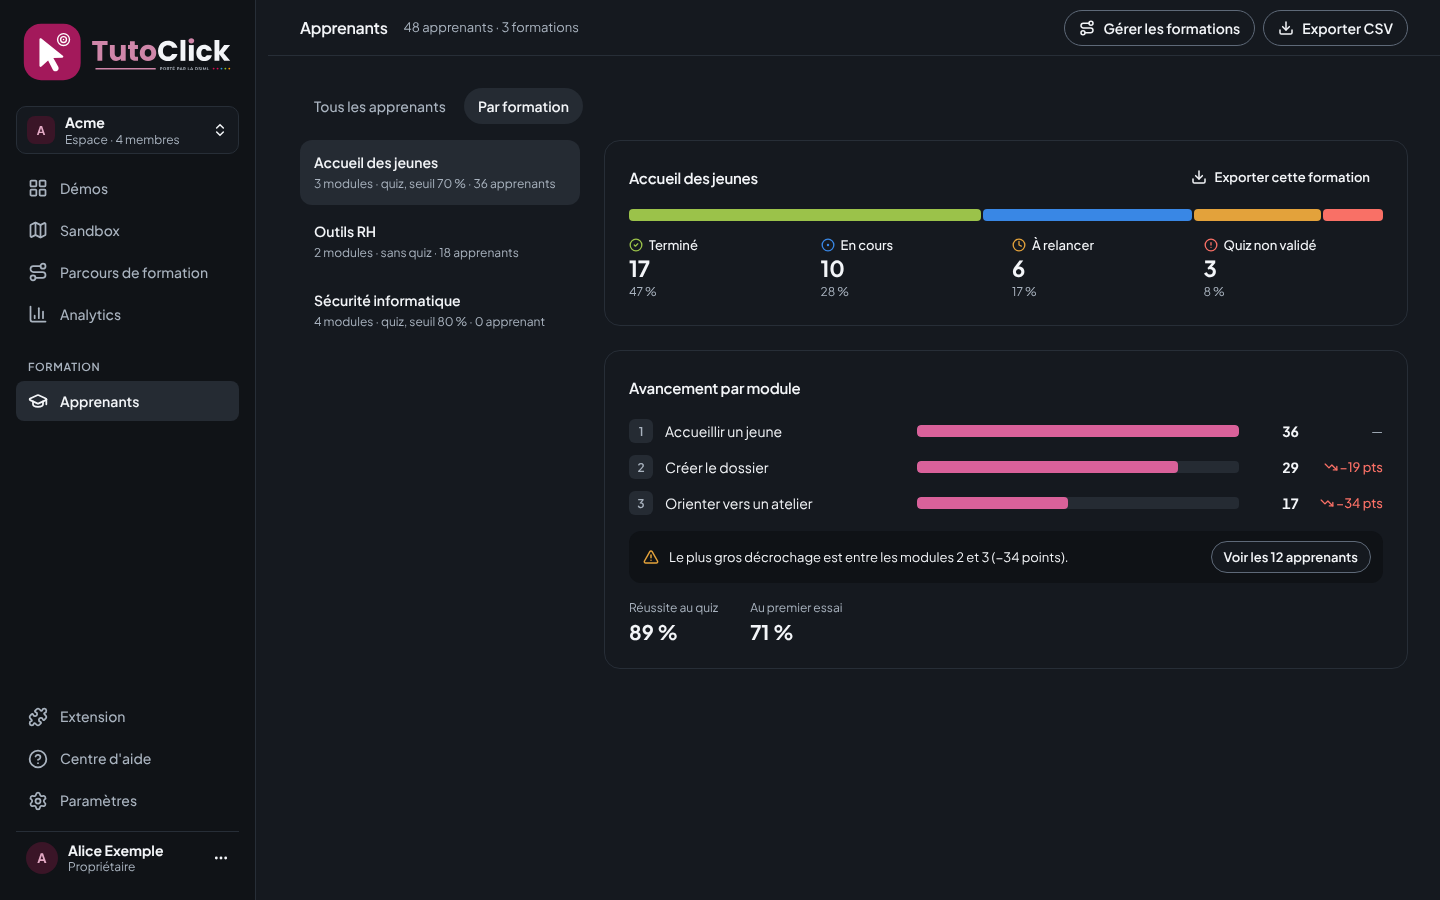 TutoClick
PORTÉ PAR LA DSIML
A
Acme
Espace · 4 membres
Démos
Sandbox
Parcours de formation
Analytics
FORMATION
Apprenants
Extension
Centre d'aide
Paramètres
A
Alice Exemple
Propriétaire
Apprenants
48 apprenants · 3 formations
Gérer les formations
Exporter CSV
Tous les apprenants
Par formation
Accueil des jeunes
3 modules · quiz, seuil 70 % · 36 apprenants
Outils RH
2 modules · sans quiz · 18 apprenants
Sécurité informatique
4 modules · quiz, seuil 80 % · 0 apprenant
Accueil des jeunes
Exporter cette formation
Terminé
17
47 %
En cours
10
28 %
À relancer
6
17 %
Quiz non validé
3
8 %
Avancement par module
1 Accueillir un jeune 36 —
2 Créer le dossier 29 −19 pts
3 Orienter vers un atelier 17 −34 pts
Le plus gros décrochage est entre les modules 2 et 3 (−34 points).
Voir les 12 apprenants
Réussite au quiz
89 %
Au premier essai
71 %